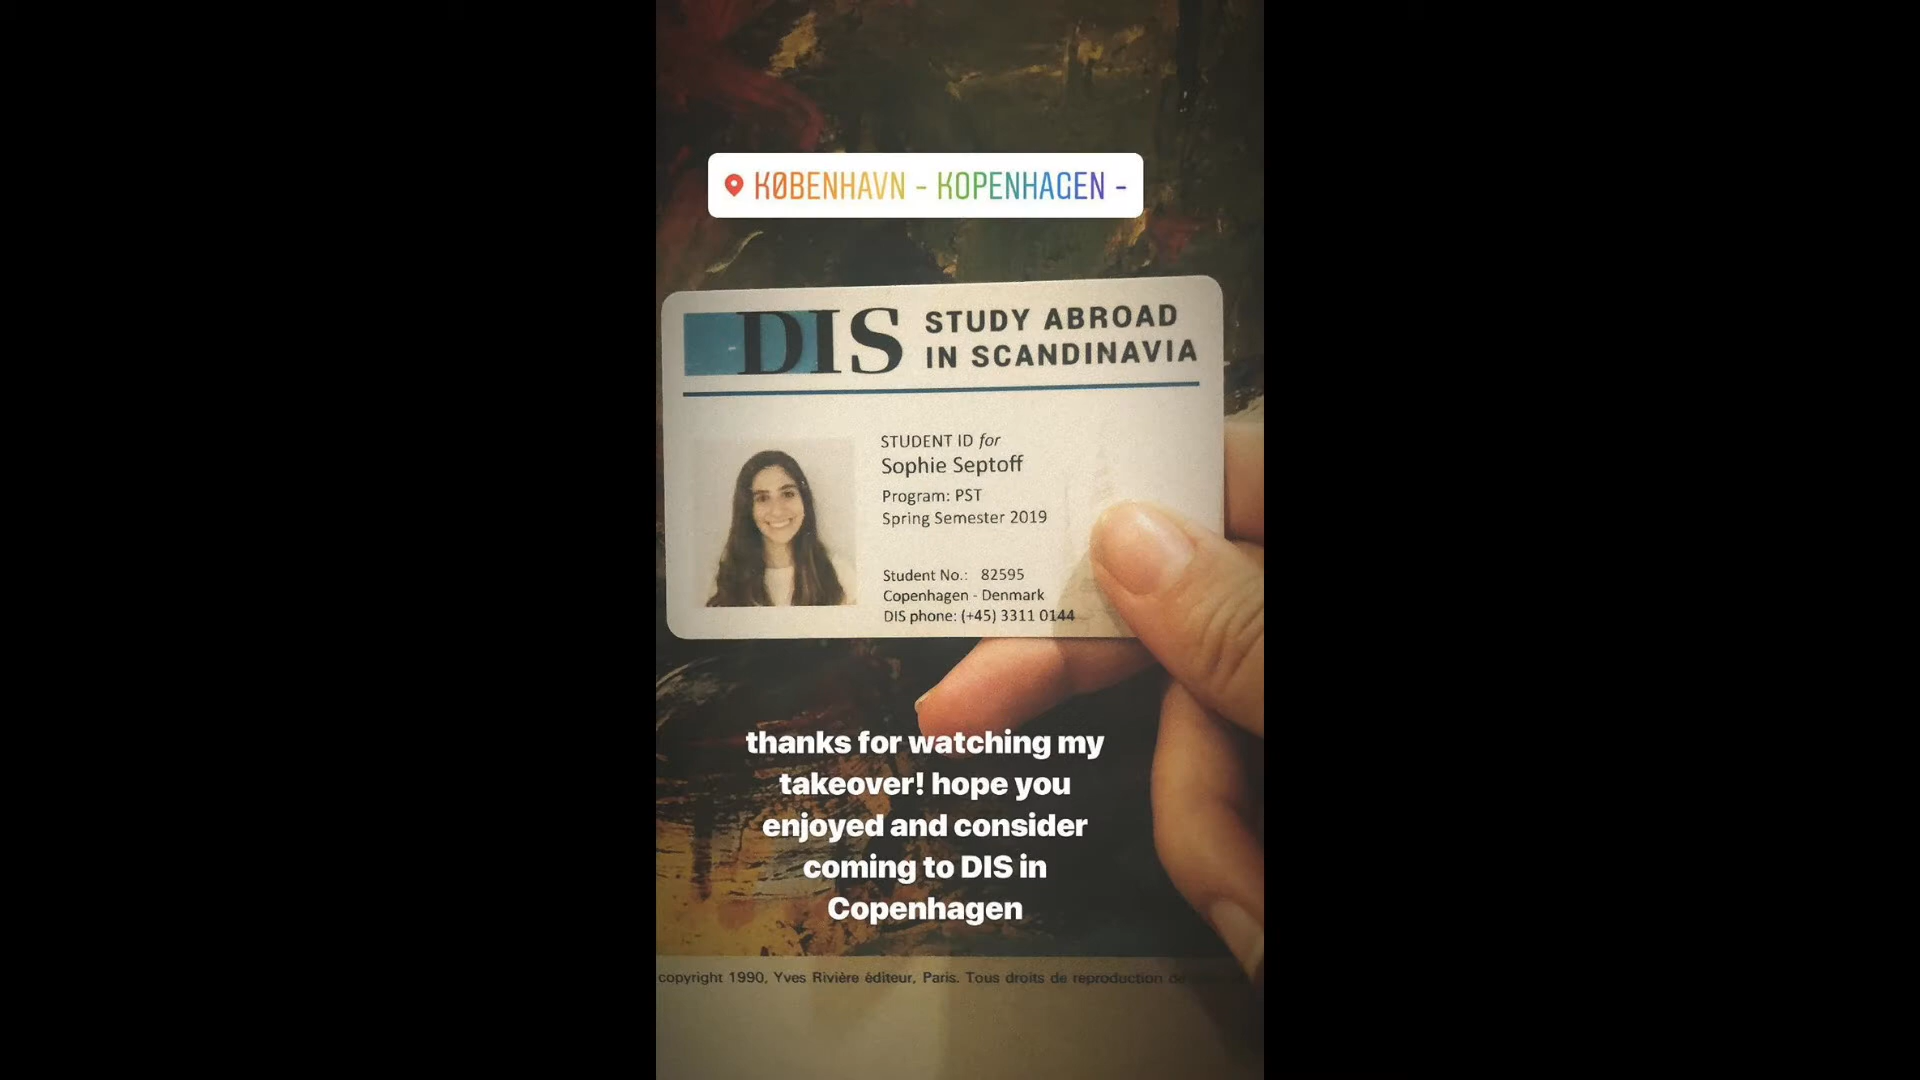 KØBENHAVN - KOPENHAGEN -
DIS STUDY ABROAD
IN SCANDINAVIA
STUDENT ID for
Sophie Septoff
Program: PST
Spring Semester 2019
Student No.: 82595
Copenhagen - Denmark
DIS phone: (+45) 3311 0144
thanks for watching my
takeover! hope you
enjoyed and consider
coming to DIS in
Copenhagen
copyright 1990, Yves Rivière éditeur, Paris. Tous droits de reproduction